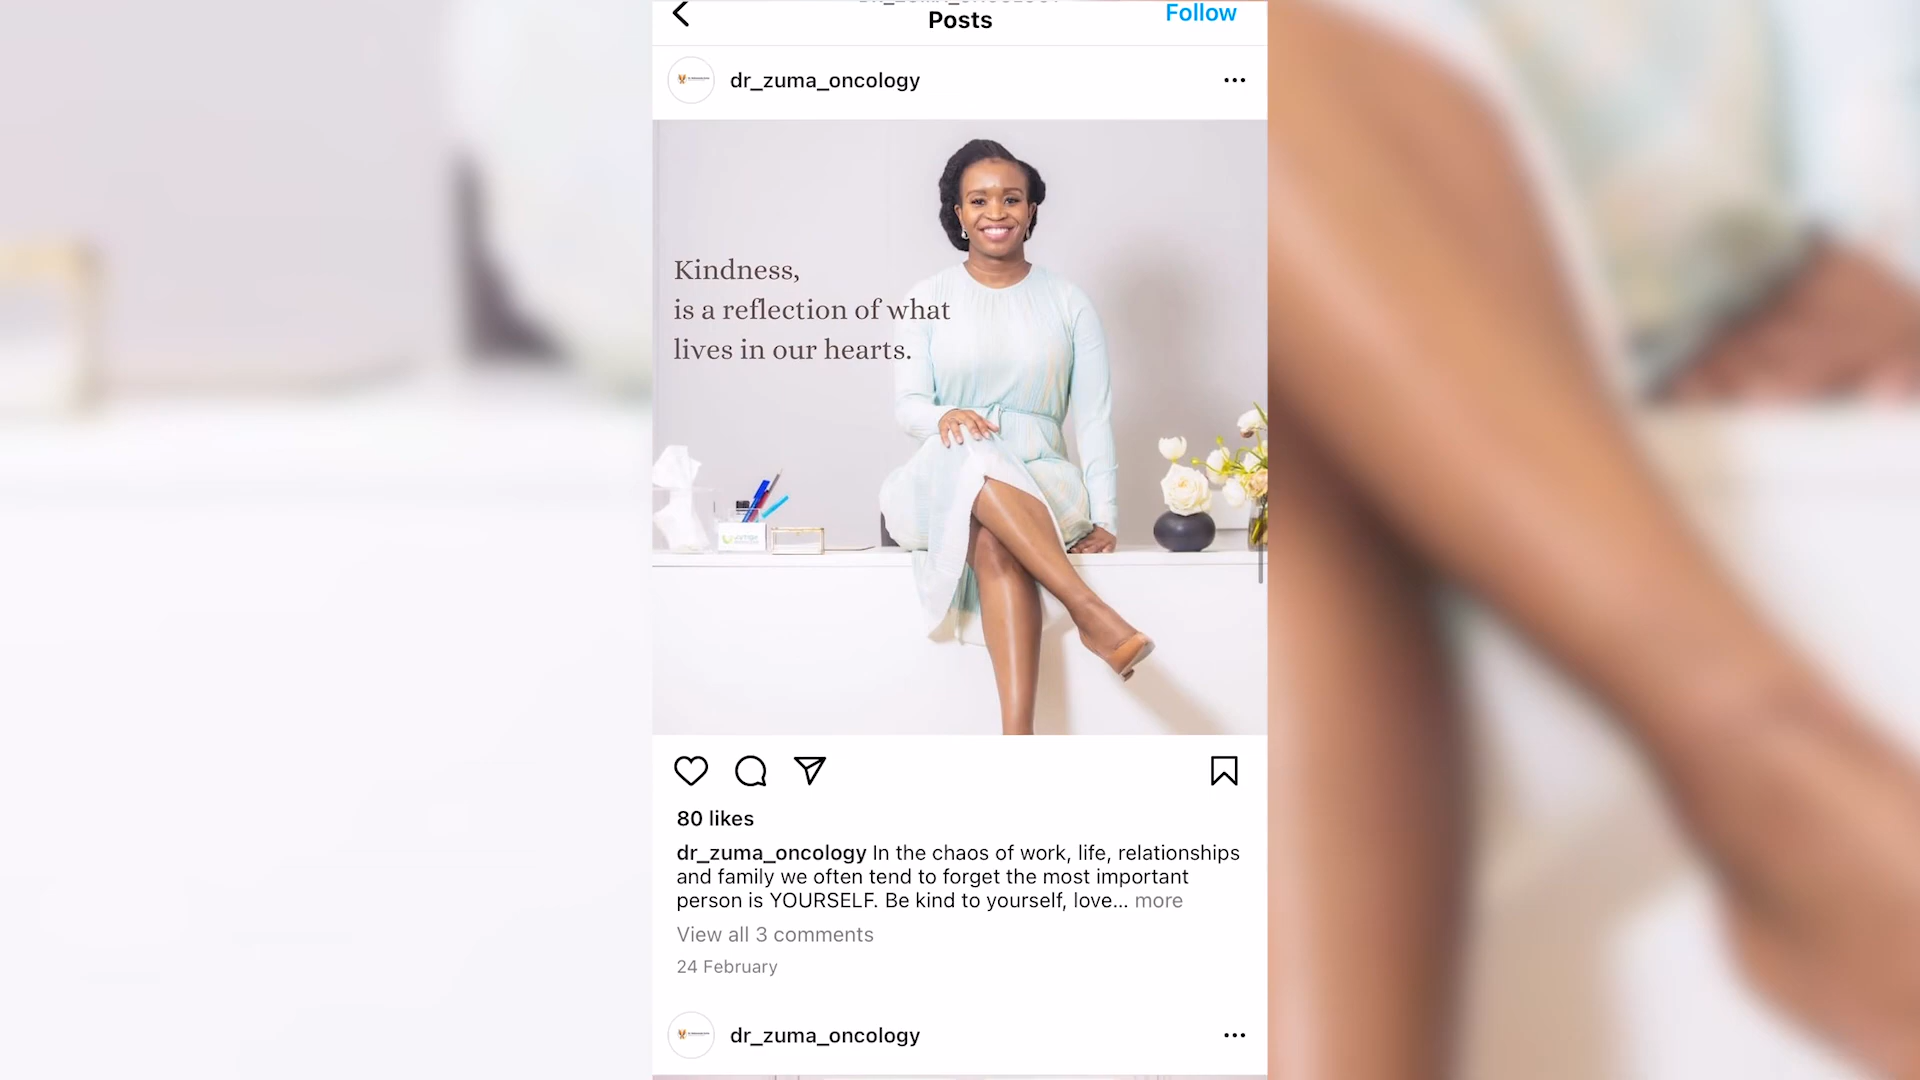 Posts
Follow
dr_zuma_oncology
Kindness,
is a reflection of what
lives in our hearts.
80 likes
dr_zuma_oncology In the chaos of work, life, relationships
and family we often tend to forget the most important
person is YOURSELF. Be kind to yourself, love... more
View all 3 comments
24 February
dr_zuma_oncology